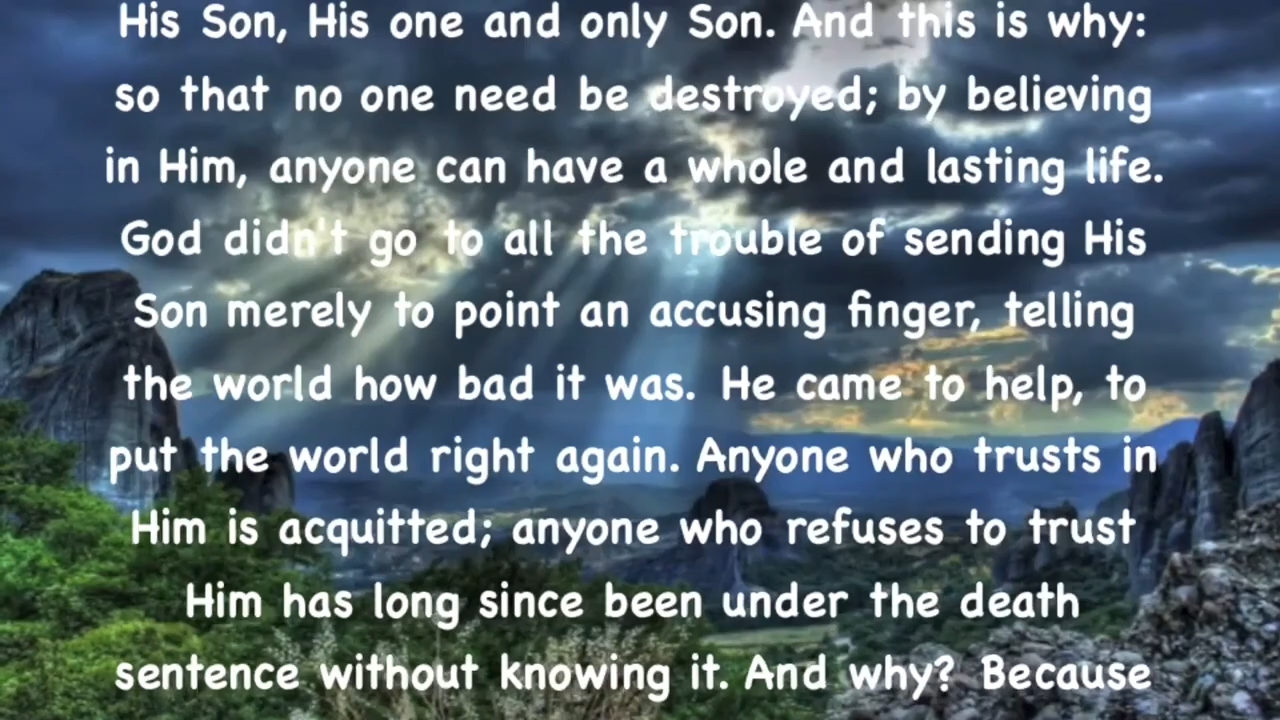 His Son, His one and only Son. And this is why:
so that no one need be destroyed; by believing
in Him, anyone can have a whole and lasting life.
God didn't go to all the trouble of sending His
Son merely to point an accusing finger, telling
the world how bad it was. He came to help, to
put the world right again. Anyone who trusts in
Him is acquitted; anyone who refuses to trust
Him has long since been under the death
sentence without knowing it. And why? Because